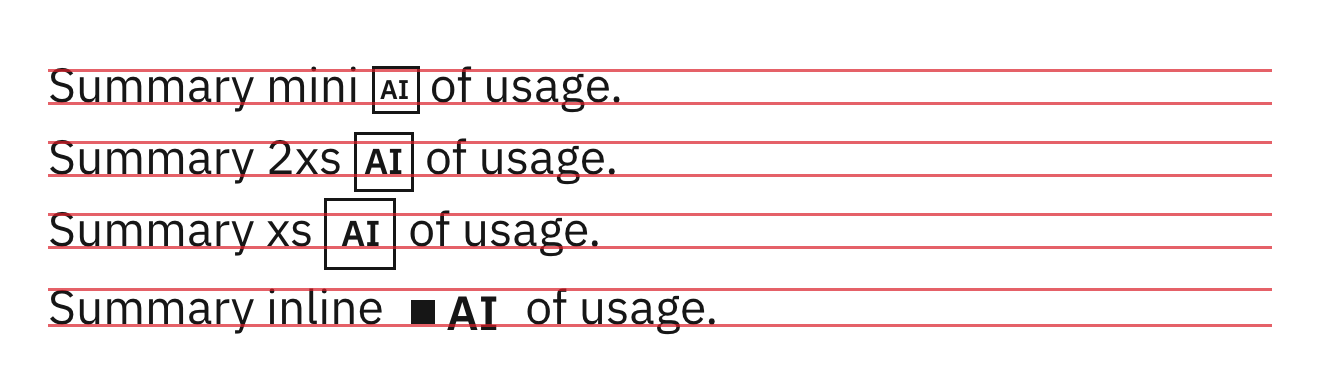 Summary mini AI of usage.
Summary 2xs AI of usage.
Summary xs AI of usage.
Summary inline ■ AI of usage.